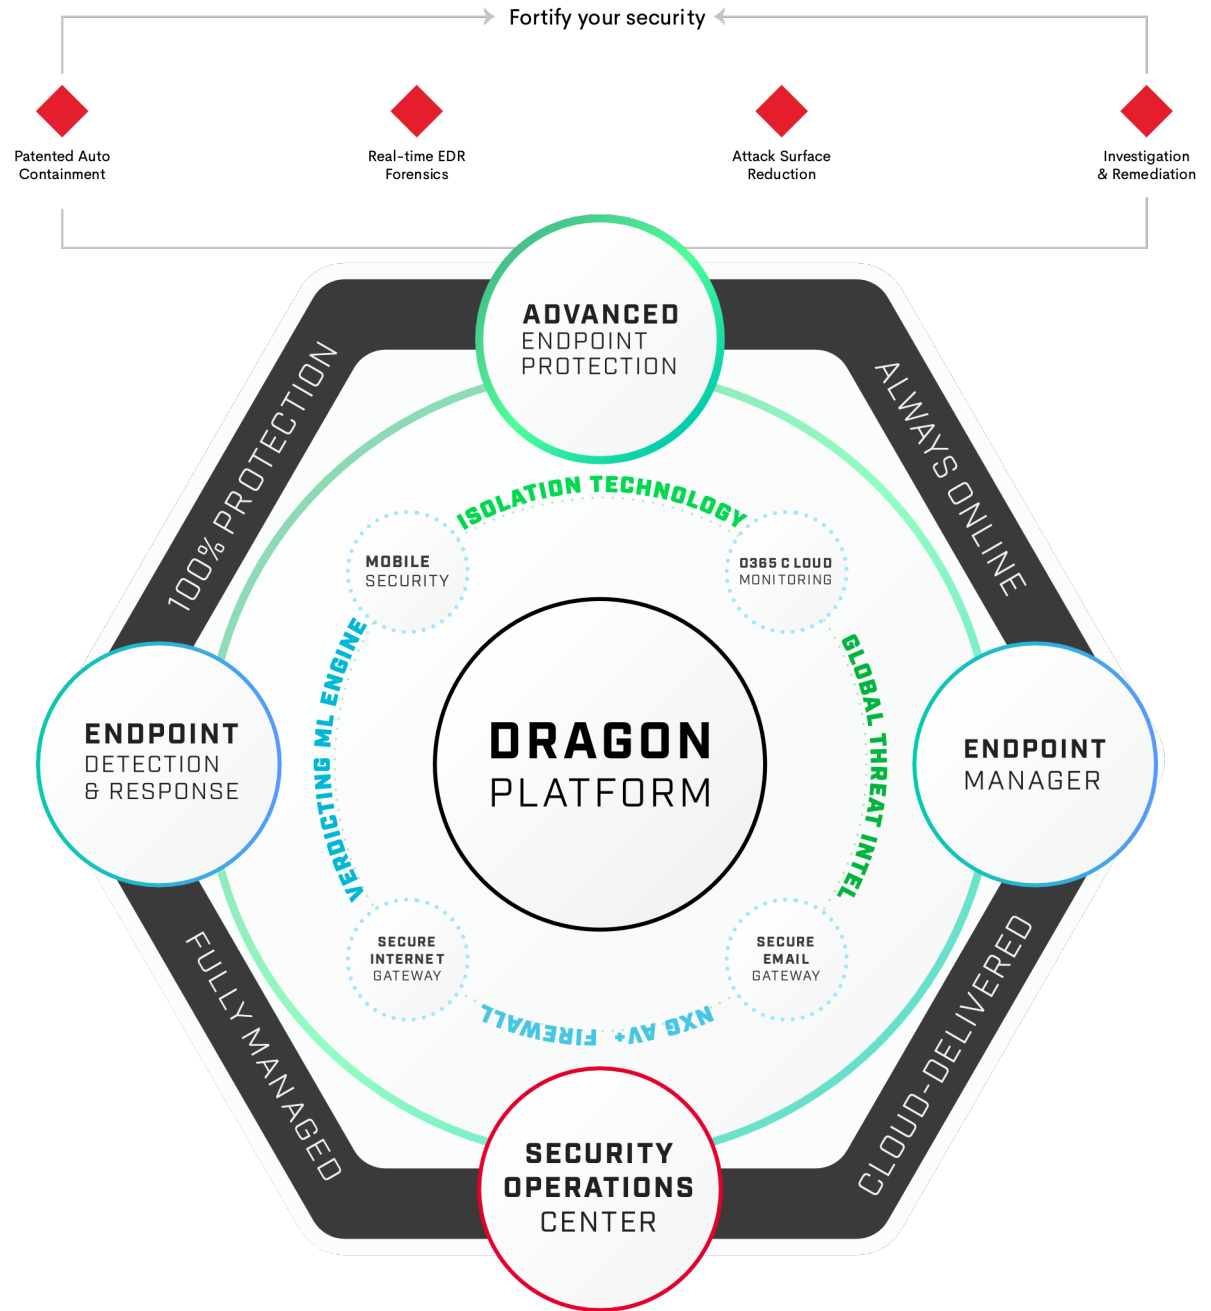 Fortify your security
Patented Auto
Containment
Real-time EDR
Forensics
Attack Surface
Reduction
Investigation
& Remediation
ADVANCED
ENDPOINT
PROTECTION
100% PROTECTION
ALWAYS ONLINE
ISOLATION TECHNOLOGY
MOBILE
SECURITY
O365 CLOUD
MONITORING
VERDICTING ML ENGINE
GLOBAL THREAT INTEL
ENDPOINT
DETECTION
& RESPONSE
DRAGON
PLATFORM
ENDPOINT
MANAGER
SECURE
INTERNET
GATEWAY
SECURE
EMAIL
GATEWAY
NXG AV+ FIREWALL
FULLY MANAGED
CLOUD-DELIVERED
SECURITY
OPERATIONS
CENTER